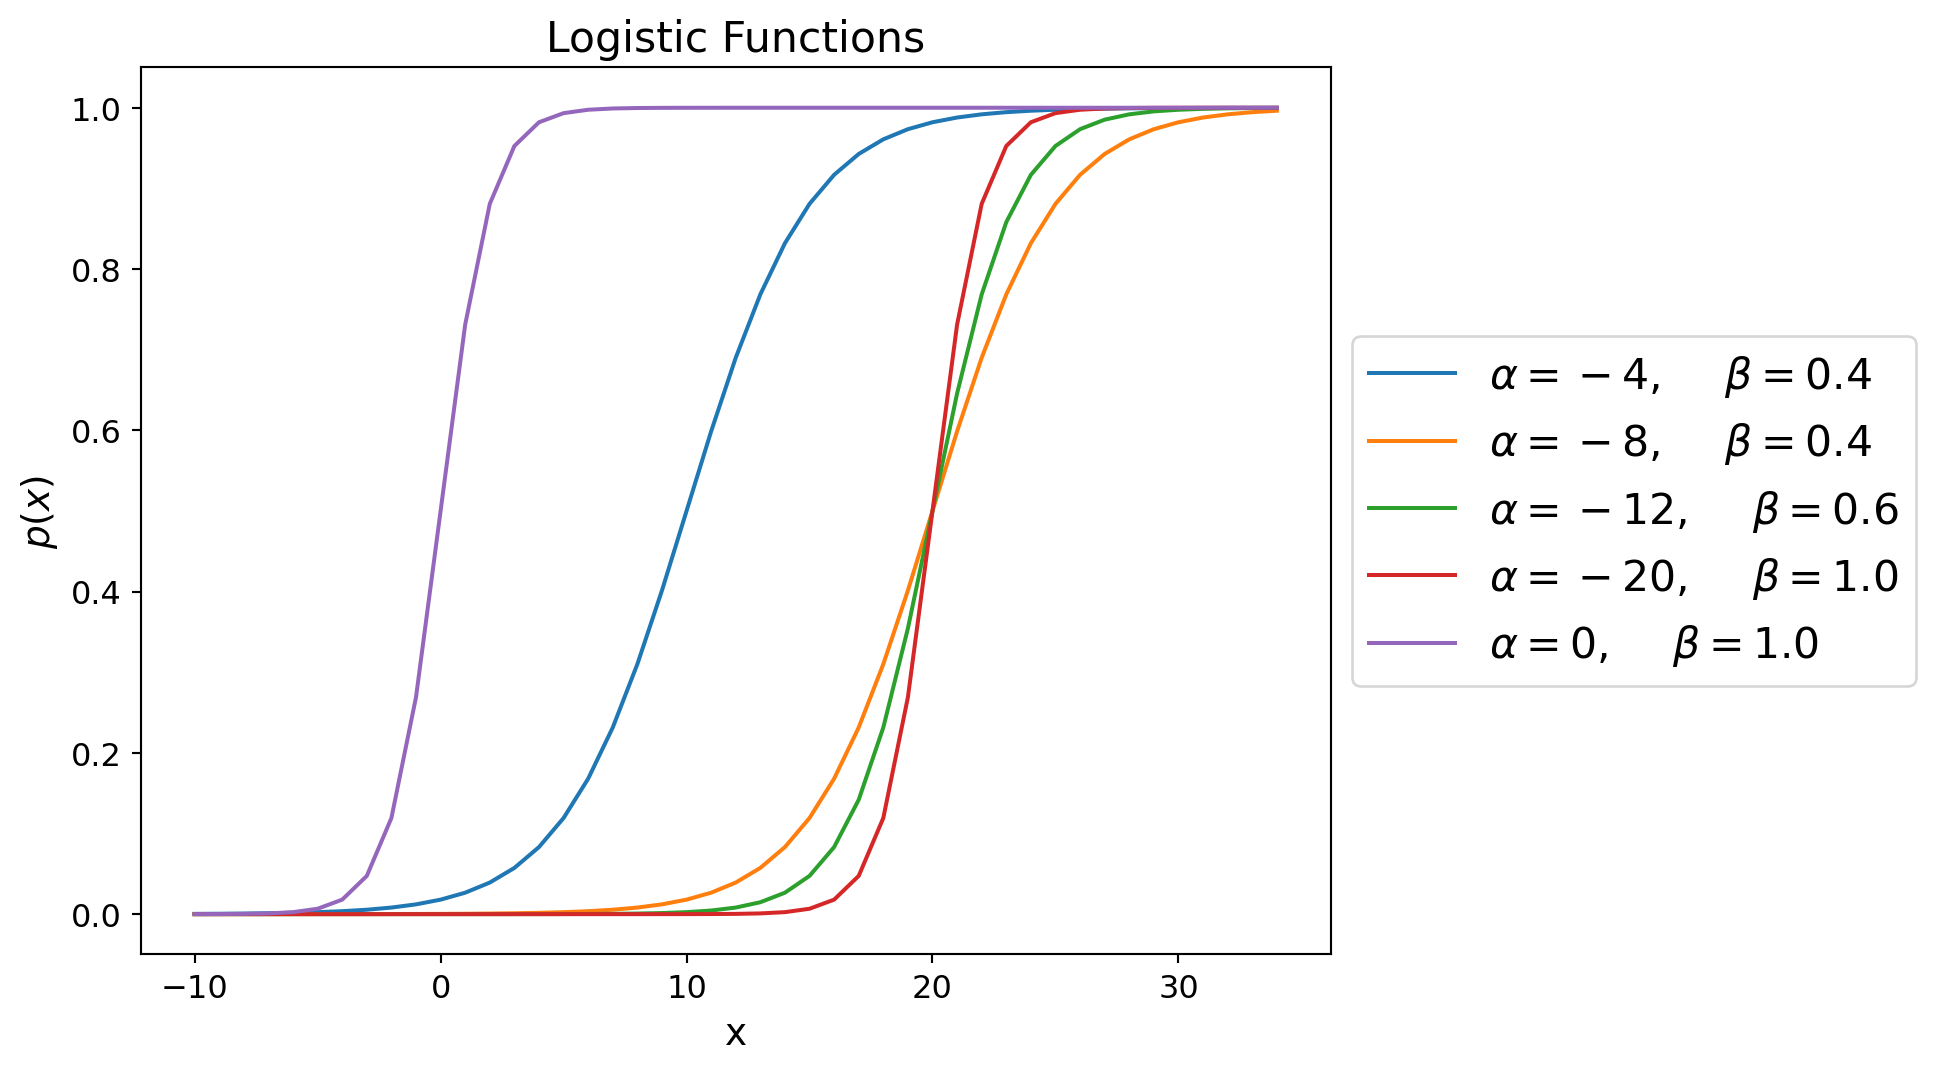 Logistic Functions
1.0
0.8
0.6
0.4
0.2
0.0
p(x)
−10 0 10 20 30
x
α = −4, β = 0.4
α = −8, β = 0.4
α = −12, β = 0.6
α = −20, β = 1.0
α = 0, β = 1.0